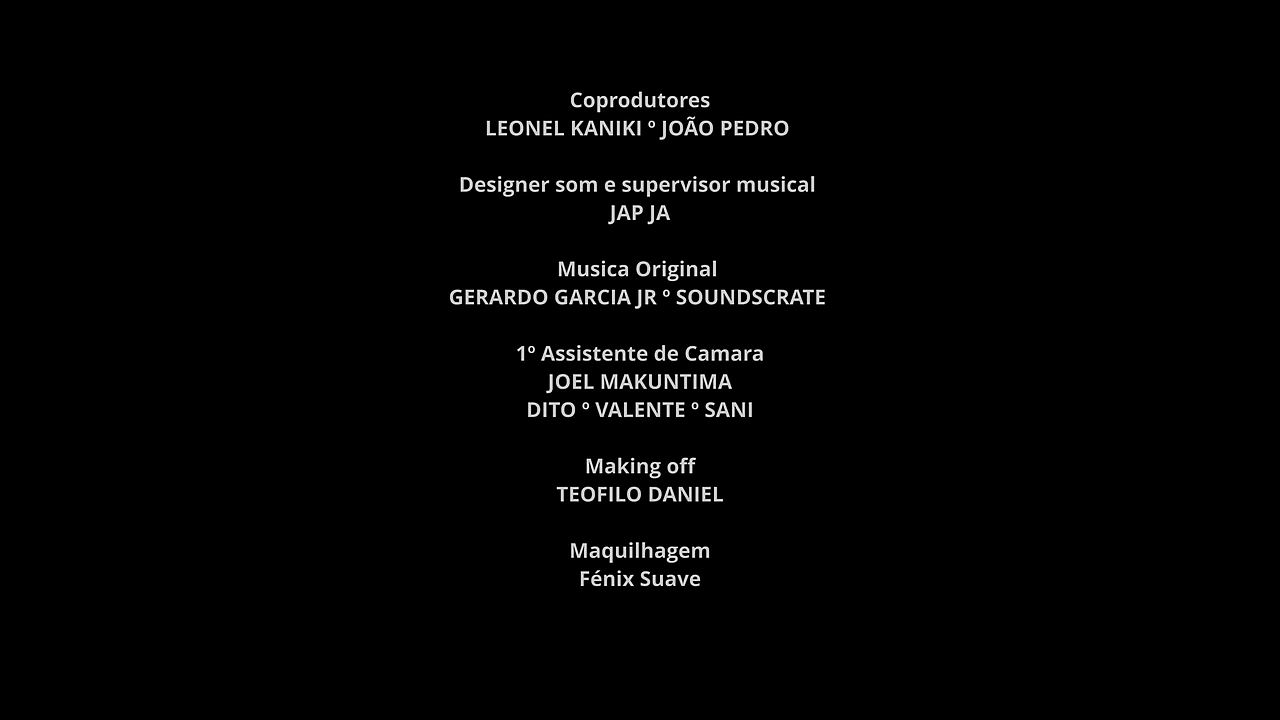 Coprodutores
LEONEL KANIKI º JOÃO PEDRO
Designer som e supervisor musical
JAP JA
Musica Original
GERARDO GARCIA JR º SOUNDSCRATE
1º Assistente de Camara
JOEL MAKUNTIMA
DITO º VALENTE º SANI
Making off
TEOFILO DANIEL
Maquilhagem
Fénix Suave